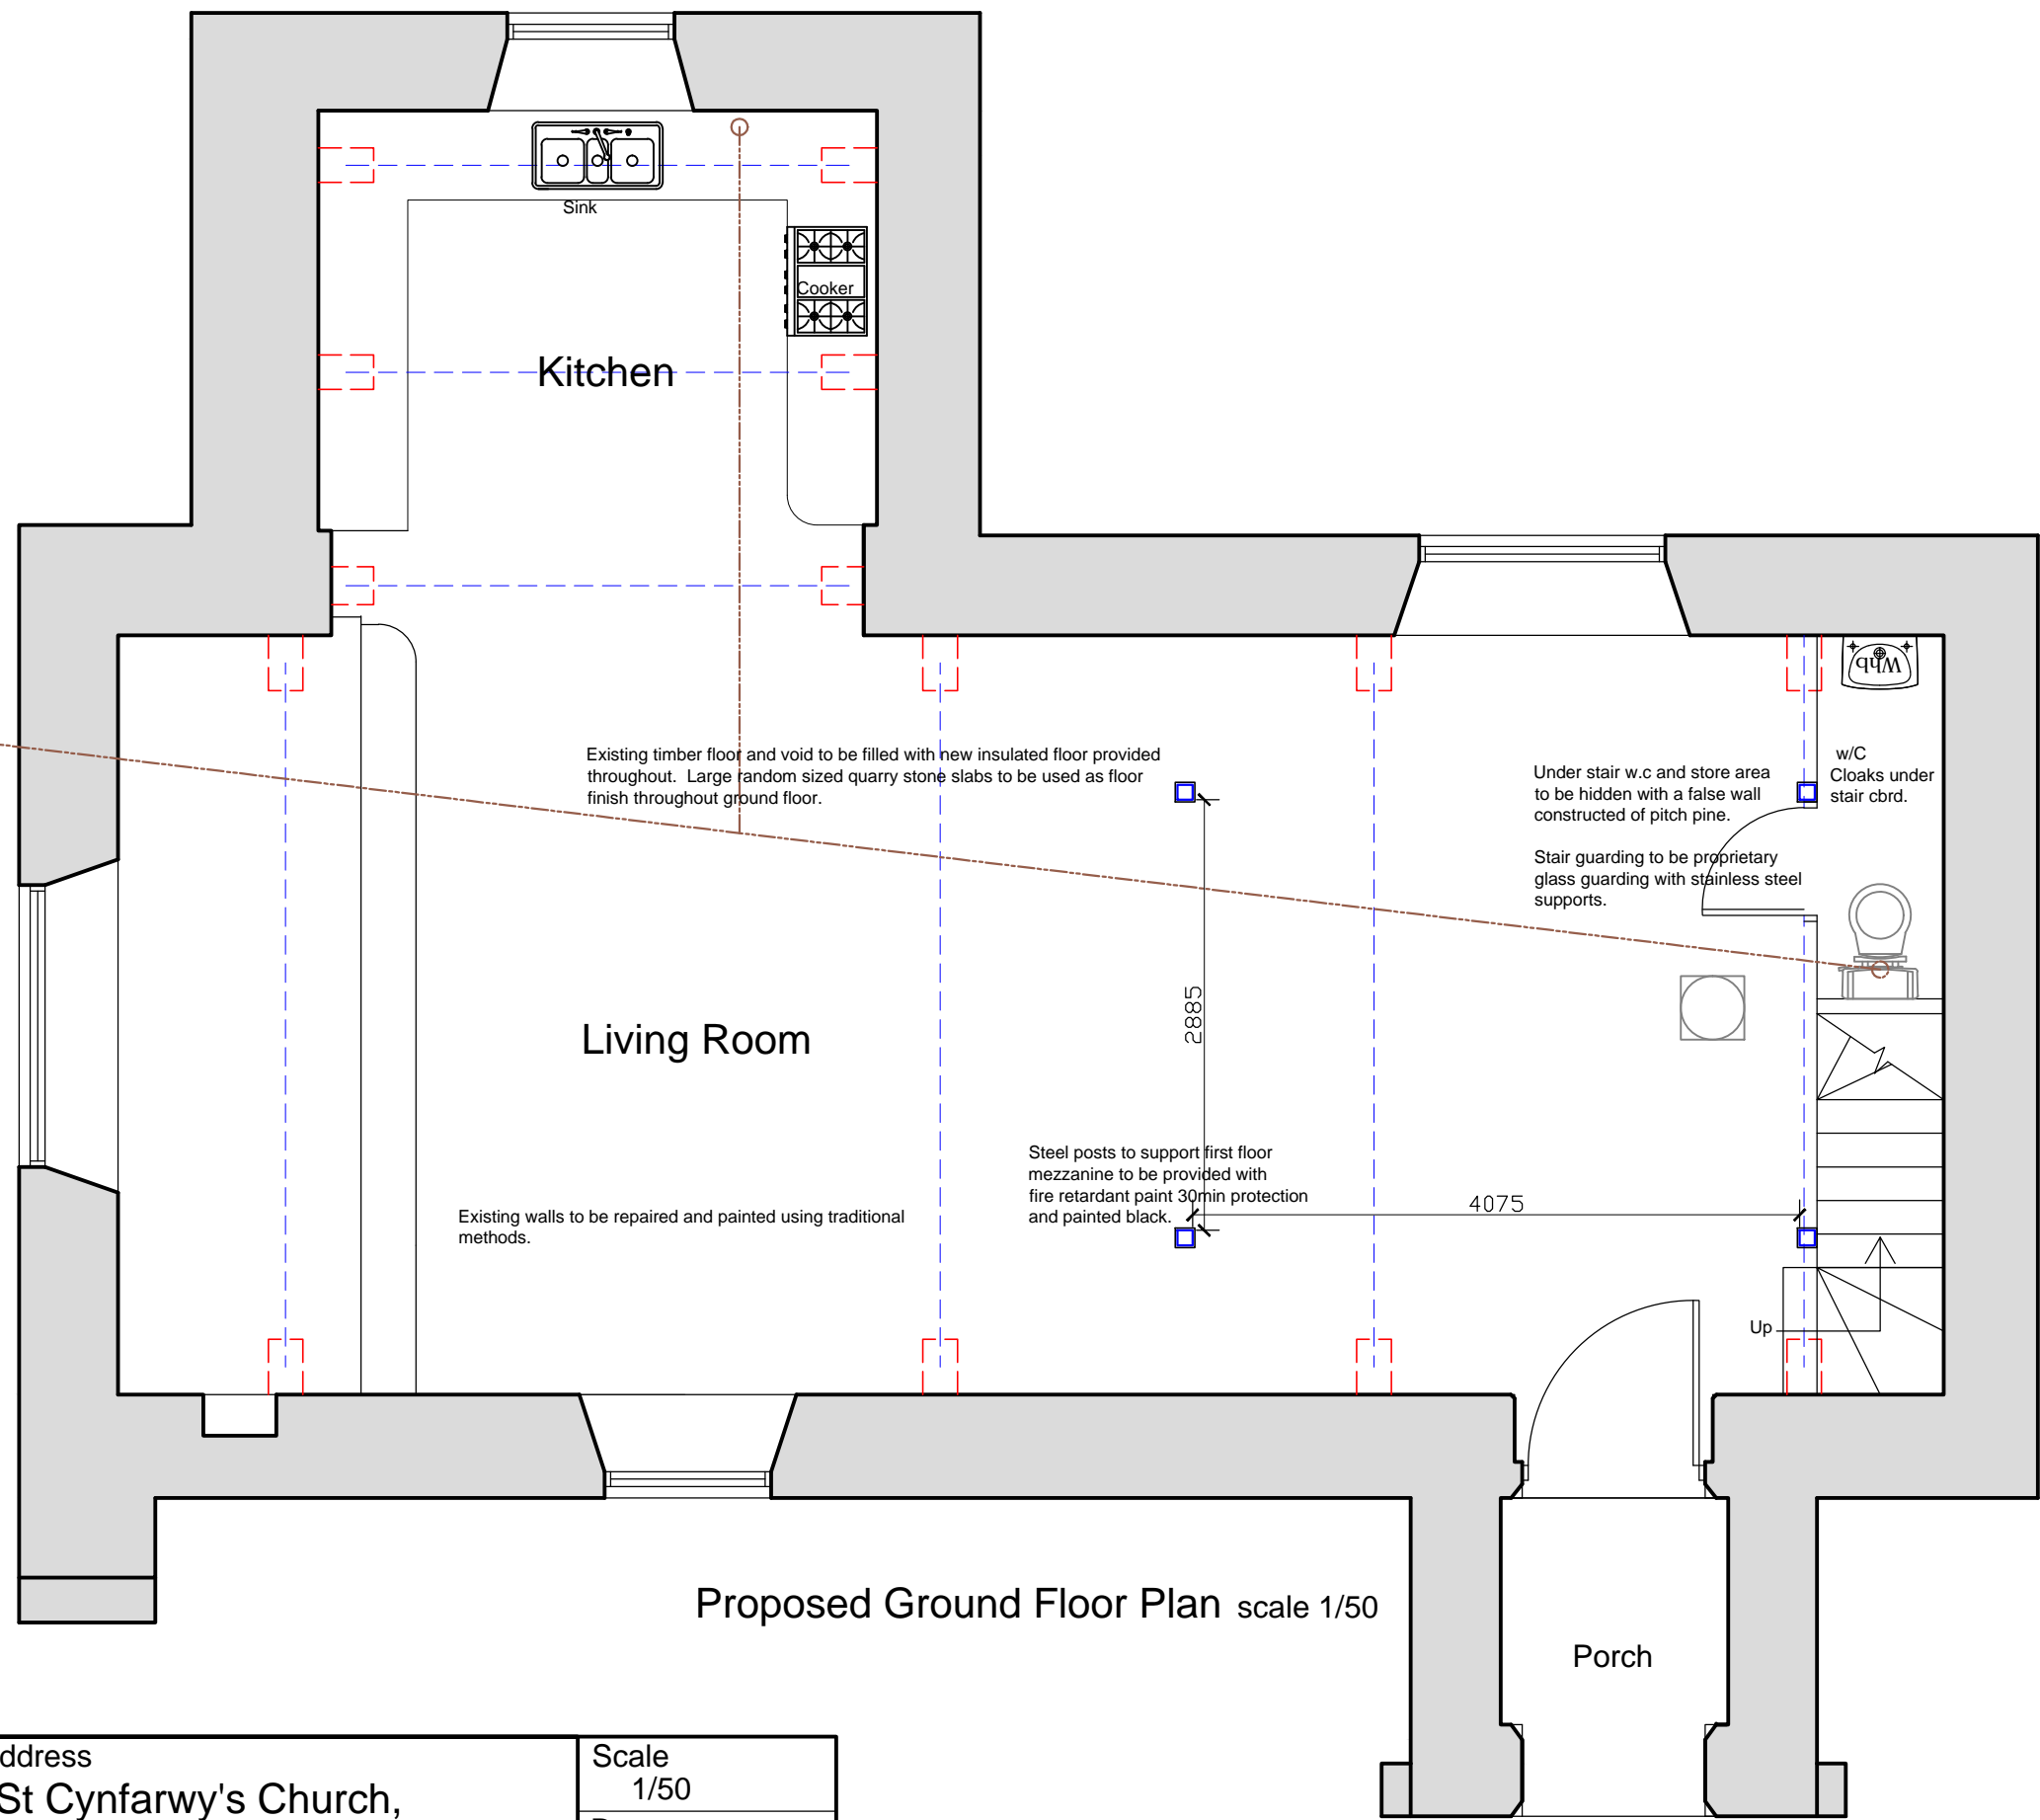 Sink
Cooker
Kitchen
Whb
Existing timber floor and void to be filled with new insulated floor provided
throughout. Large random sized quarry stone slabs to be used as floor
finish throughout ground floor.
Under stair w.c and store area
to be hidden with a false wall
constructed of pitch pine.
Stair guarding to be proprietary
glass guarding with stainless steel
supports.
w/C
Cloaks under
stair cbrd.
2885
Living Room
Steel posts to support first floor
mezzanine to be provided with
fire retardant paint 30min protection
and painted black.
4075
Existing walls to be repaired and painted using traditional
methods.
Up
Proposed Ground Floor Plan scale 1/50
Porch
ddress
St Cynfarwy's Church,
Scale
1/50